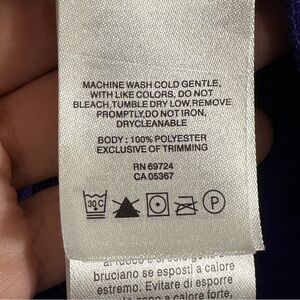 MACHINE WASH COLD GENTLE,
WITH LIKE COLORS, DO NOT
BLEACH,TUMBLE DRY LOW,REMOVE
PROMPTLY,DO NOT IRON,
DRYCLEANABLE
BODY : 100% POLYESTER
EXCLUSIVE OF TRIMMING
RN 69724
CA 05367
30 C P
bruciano se esposti a calore
estremo. Evitare di esporre
calore forte,